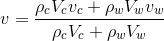 v = \frac{\rho_c V_c v_c + \rho_w V_w v_w}{\rho_c V_c + \rho_w V_w}